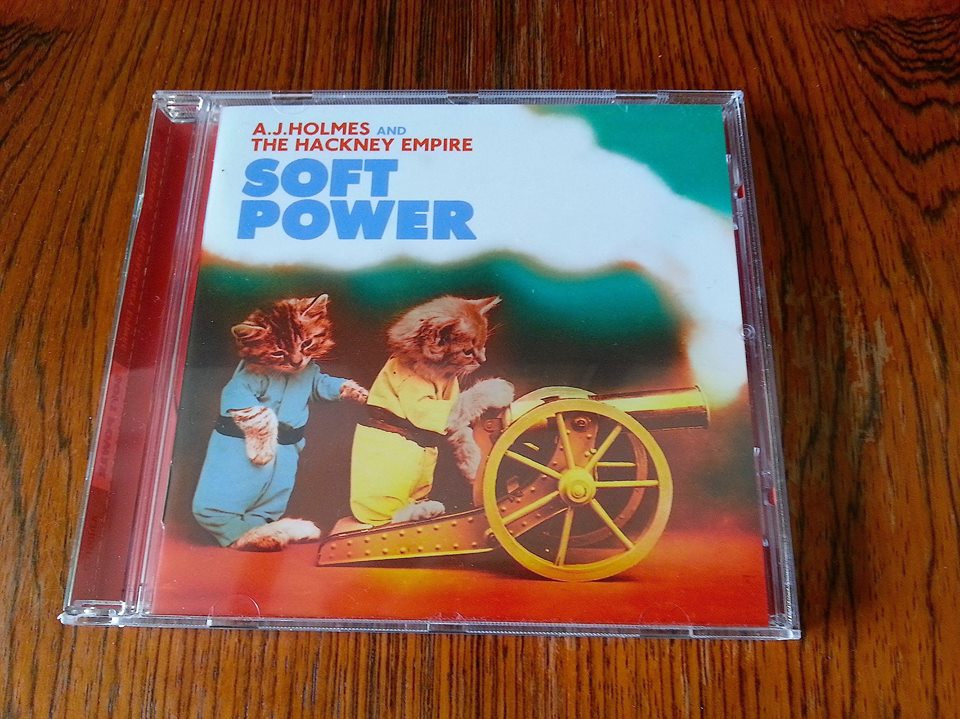 A.J.HOLMES AND
THE HACKNEY EMPIRE
SOFT
POWER